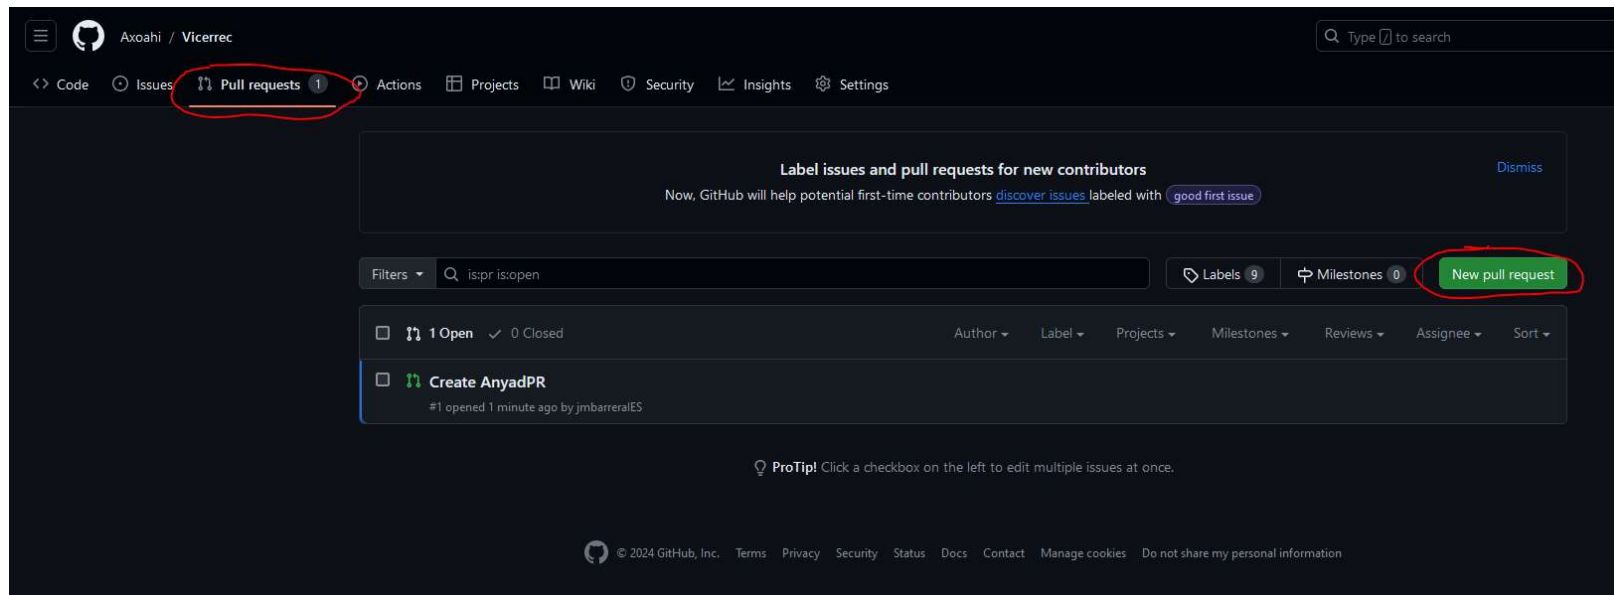 Axoahi / Vicerrec
Type / to search
Code Issues Pull requests 1 Actions Projects Wiki Security Insights Settings
Label issues and pull requests for new contributors
Dismiss
Now, GitHub will help potential first-time contributors discover issues labeled with good first issue
Filters is:pr is:open Labels 9 Milestones 0 New pull request
1 Open 0 Closed Author Label Projects Milestones Reviews Assignee Sort
Create AnyadPR
#1 opened 1 minute ago by jmbarreralES
ProTip! Click a checkbox on the left to edit multiple issues at once.
© 2024 GitHub, Inc. Terms Privacy Security Status Docs Contact Manage cookies Do not share my personal information